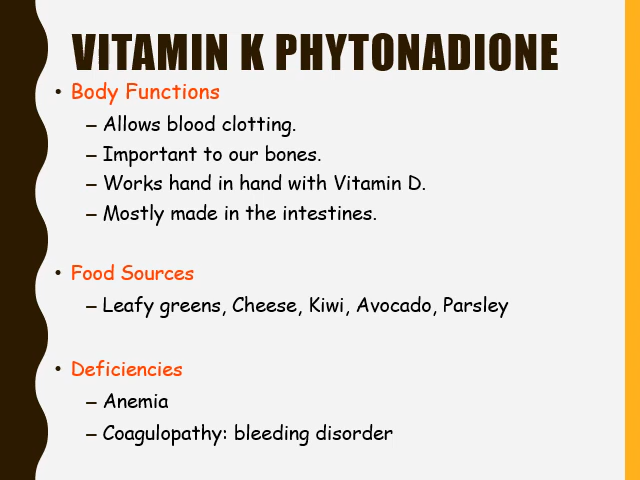 VITAMIN K PHYTONADIONE
• Body Functions
– Allows blood clotting.
– Important to our bones.
– Works hand in hand with Vitamin D.
– Mostly made in the intestines.
• Food Sources
– Leafy greens, Cheese, Kiwi, Avocado, Parsley
• Deficiencies
– Anemia
– Coagulopathy: bleeding disorder